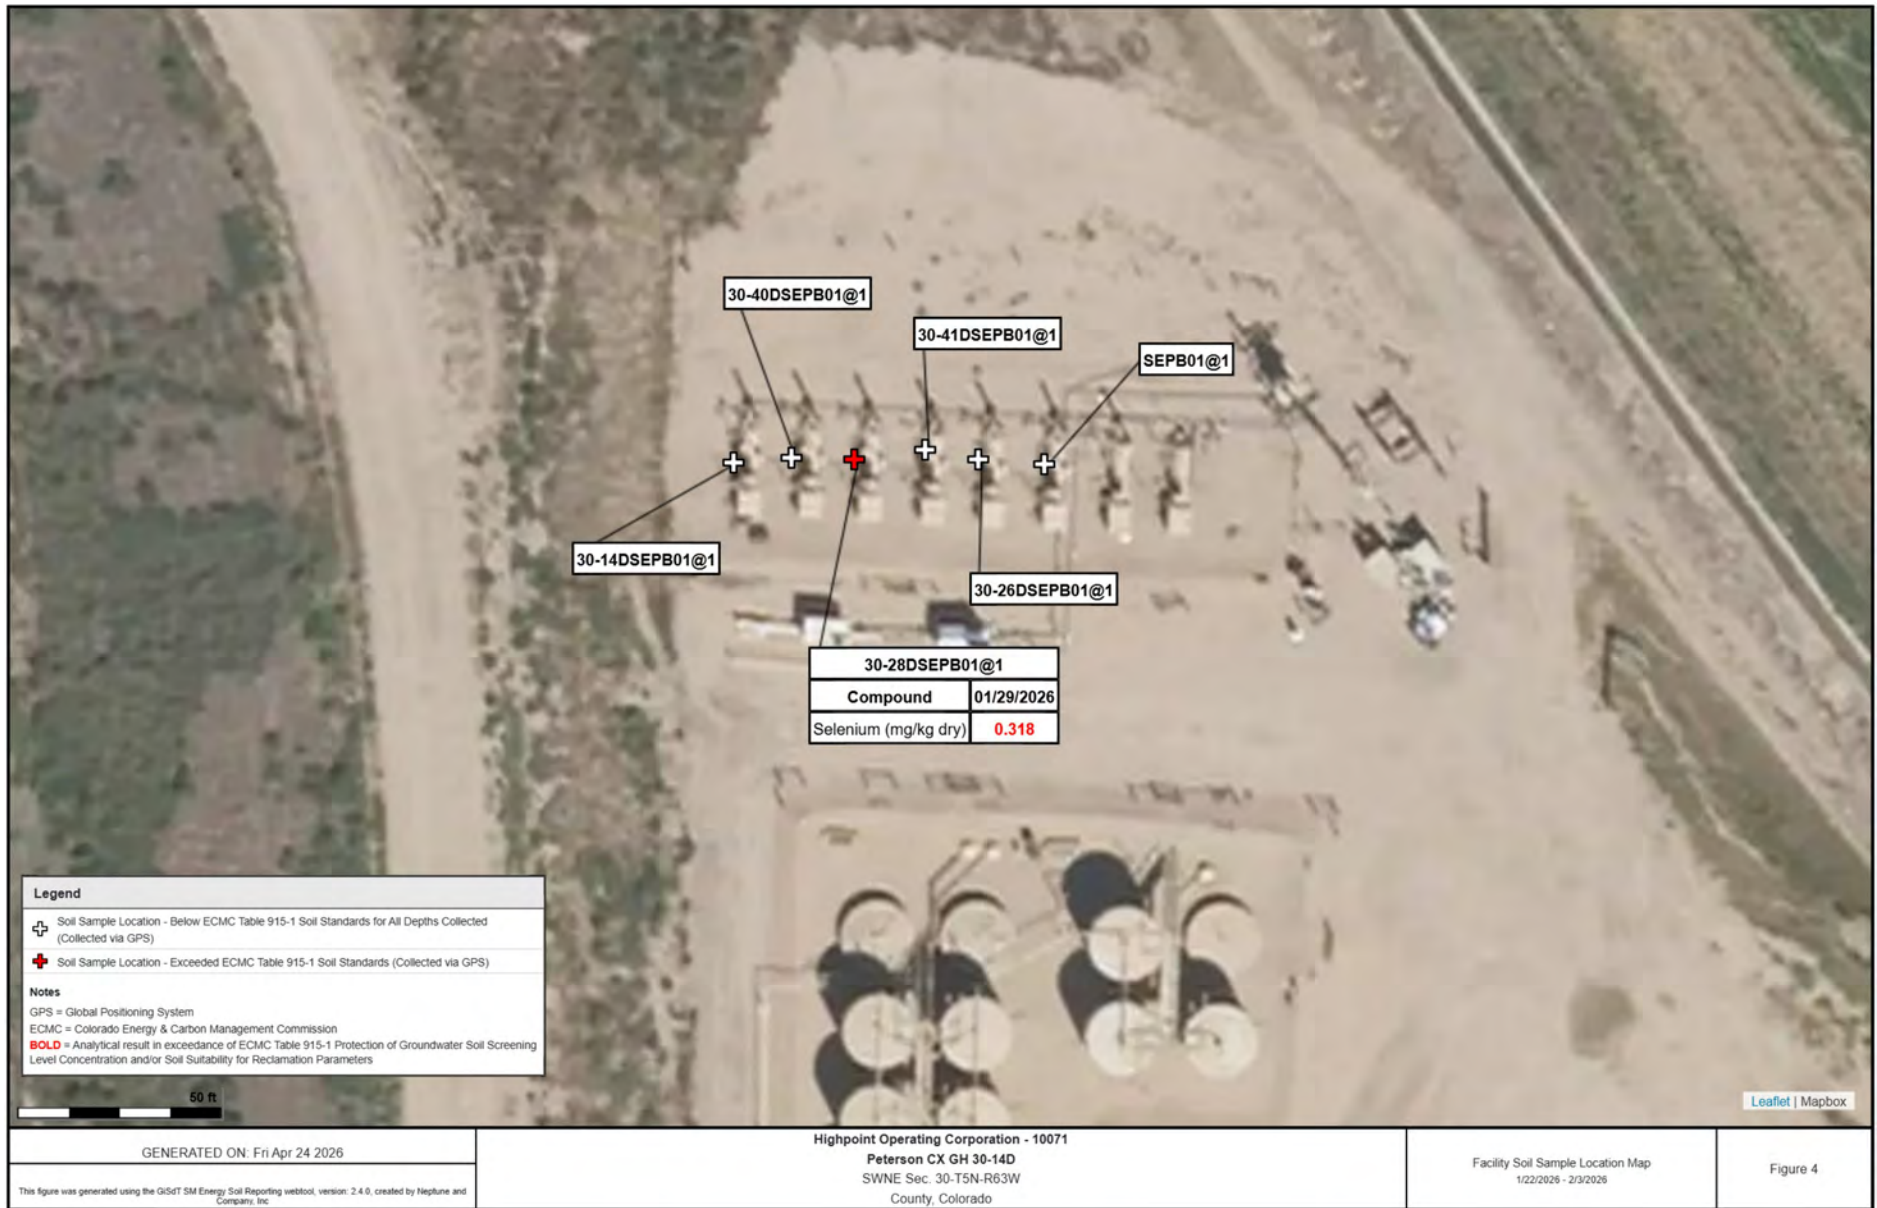 30-40DSEPB01@1
30-41DSEPB01@1
SEPB01@1
30-14DSEPB01@1
30-26DSEPB01@1
30-28DSEPB01@1
Compound 01/29/2026
Selenium (mg/kg dry) 0.318
Legend
Soil Sample Location - Below ECMC Table 915-1 Soil Standards for All Depths Collected
(Collected via GPS)
Soil Sample Location - Exceeded ECMC Table 915-1 Soil Standards (Collected via GPS)
Notes
GPS = Global Positioning System
ECMC = Colorado Energy & Carbon Management Commission
BOLD = Analytical result in exceedance of ECMC Table 915-1 Protection of Groundwater Soil Screening
Level Concentration and/or Soil Suitability for Reclamation Parameters
50 ft
Leaflet | Mapbox
GENERATED ON: Fri Apr 24 2026
This figure was generated using the GiSdT SM Energy Soil Reporting webtool, version: 2.4.0, created by Neptune and
Company, Inc
Highpoint Operating Corporation - 10071
Peterson CX GH 30-14D
SWNE Sec. 30-T5N-R63W
County, Colorado
Facility Soil Sample Location Map
1/22/2026 - 2/3/2026
Figure 4